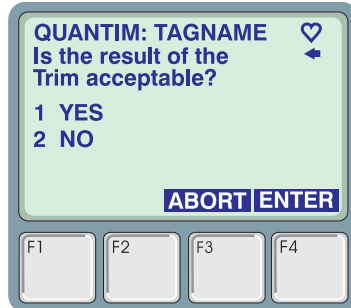 QUANTIM: TAGNAME
Is the result of the
Trim acceptable?
1 YES
2 NO
ABORT ENTER
F1 F2 F3 F4